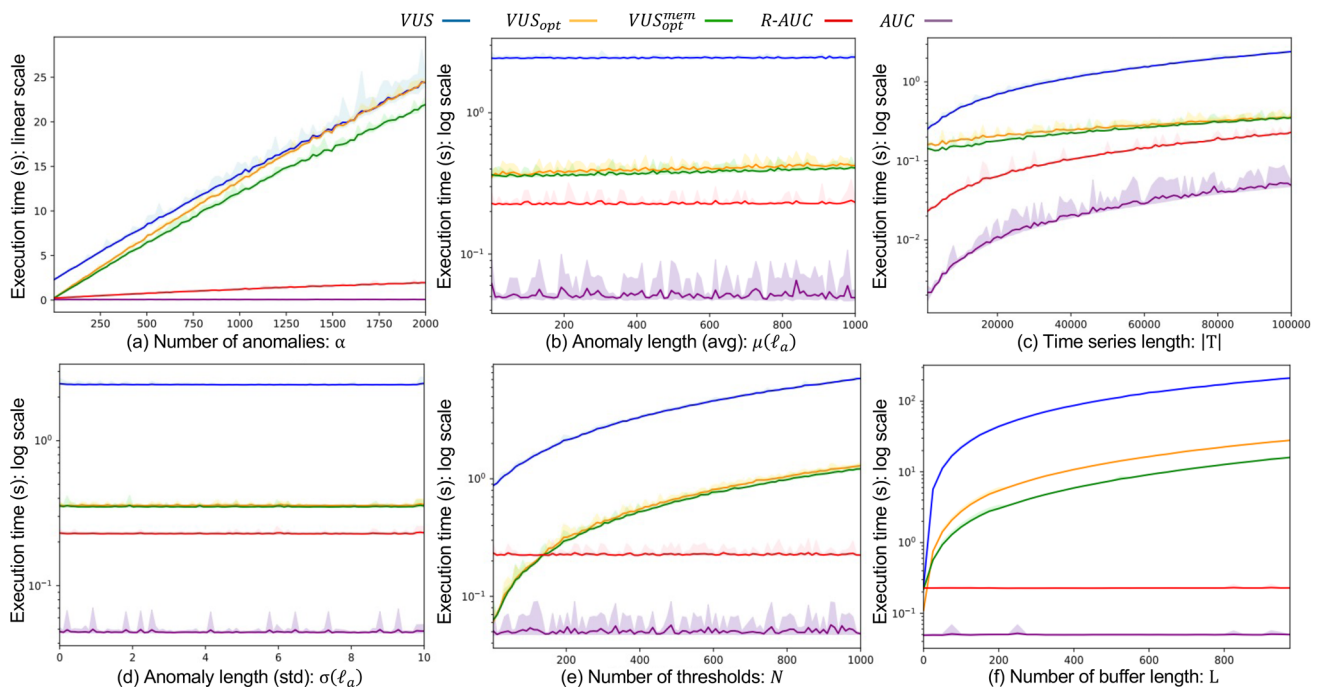 VUS VUS_opt VUS_opt^mem R-AUC AUC
Execution time (s): linear scale
25
20
15
10
5
0
250 500 750 1000 1250 1500 1750 2000
(a) Number of anomalies: α
Execution time (s): log scale
10^0
10^-1
200 400 600 800 1000
(b) Anomaly length (avg): μ(ℓ_a)
Execution time (s): log scale
10^0
10^-1
10^-2
20000 40000 60000 80000 100000
(c) Time series length: |T|
Execution time (s): log scale
10^0
10^-1
0 2 4 6 8 10
(d) Anomaly length (std): σ(ℓ_a)
Execution time (s): log scale
10^0
10^-1
200 400 600 800 1000
(e) Number of thresholds: N
Execution time (s): log scale
10^2
10^1
10^0
10^-1
0 200 400 600 800
(f) Number of buffer length: L